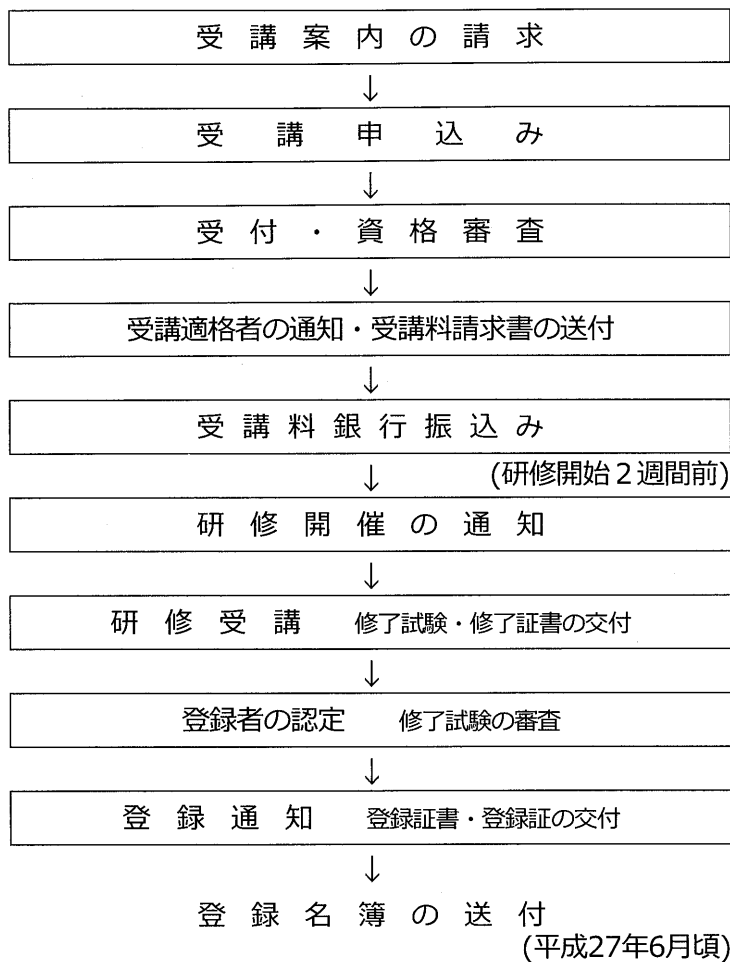 受講案内の請求
↓
受講申込み
↓
受付・資格審査
↓
受講適格者の通知・受講料請求書の送付
↓
受講料銀行振込み
↓ (研修開始２週間前)
研修開催の通知
↓
研修受講 修了試験・修了証書の交付
↓
登録者の認定 修了試験の審査
↓
登録通知 登録証書・登録証の交付
↓
登録名簿の送付
(平成27年6月頃)